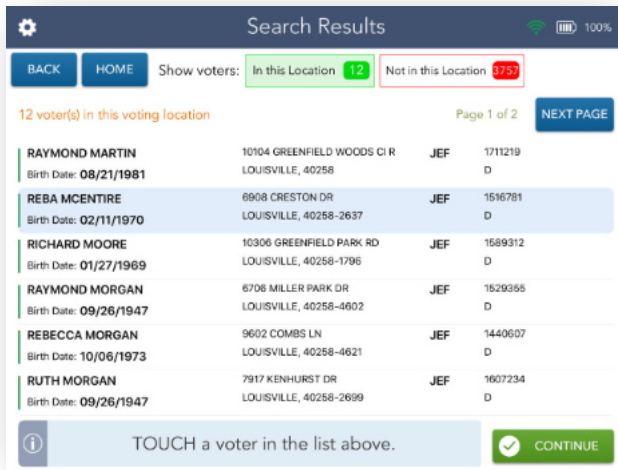 Search Results
100%
BACK HOME Show voters: In this Location 12 Not in this Location 3757
12 voter(s) in this voting location Page 1 of 2 NEXT PAGE
RAYMOND MARTIN 10104 GREENFIELD WOODS CI R JEF 1711219
Birth Date: 08/21/1981 LOUISVILLE, 40258 D
REBA MCENTIRE 6908 CRESTON DR JEF 1516781
Birth Date: 02/11/1970 LOUISVILLE, 40258-2637 D
RICHARD MOORE 10306 GREENFIELD PARK RD JEF 1589312
Birth Date: 01/27/1969 LOUISVILLE, 40258-1796 D
RAYMOND MORGAN 6706 MILLER PARK DR JEF 1529355
Birth Date: 09/26/1947 LOUISVILLE, 40258-4602 D
REBECCA MORGAN 9602 COMBS LN JEF 1440607
Birth Date: 10/06/1973 LOUISVILLE, 40258-4621 D
RUTH MORGAN 7917 KENHURST DR JEF 1607234
Birth Date: 09/26/1947 LOUISVILLE, 40258-2699 D
TOUCH a voter in the list above. CONTINUE